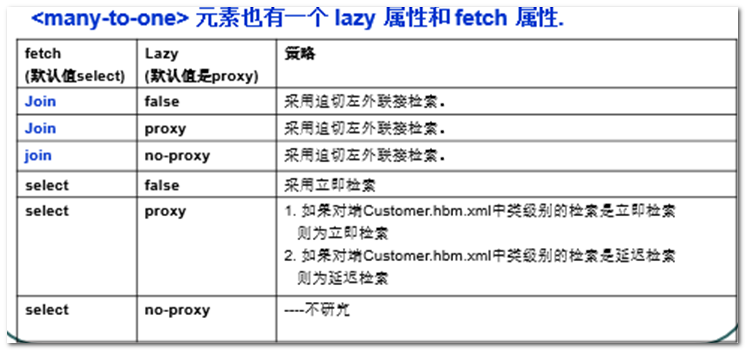 <many-to-one> 元素也有一个 lazy 属性和 fetch 属性.
fetch Lazy 策略
(默认值select) (默认值是proxy)
Join false 采用迫切左外联接检索。
Join proxy 采用迫切左外联接检索。
join no-proxy 采用迫切左外联接检索。
select false 采用立即检索
select proxy 1. 如果对端Customer.hbm.xml中类级别的检索是立即检索
则为立即检索
2. 如果对端Customer.hbm.xml中类级别的检索是延迟检索
则为延迟检索
select no-proxy ----不研究